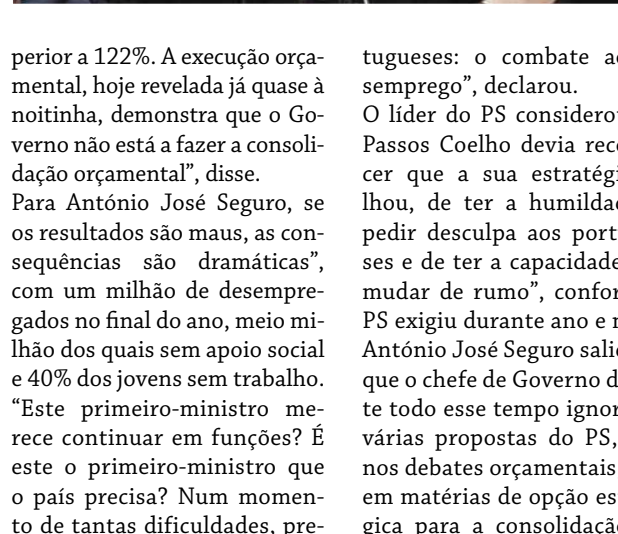 perior a 122%. A execução orça-
mental, hoje revelada já quase à
noitinha, demonstra que o Go-
verno não está a fazer a consoli-
dação orçamental”, disse.
Para António José Seguro, se
os resultados são maus, as con-
sequências são dramáticas”,
com um milhão de desempre-
gados no final do ano, meio mi-
lhão dos quais sem apoio social
e 40% dos jovens sem trabalho.
“Este primeiro-ministro me-
rece continuar em funções? É
este o primeiro-ministro que
o país precisa? Num momen-
to de tantas dificuldades, pre-
tugueses: o combate a
semprego”, declarou.
O líder do PS considerou
Passos Coelho devia reco
cer que a sua estratégi
lhou, de ter a humildad
pedir desculpa aos port
ses e de ter a capacidade
mudar de rumo”, confor
PS exigiu durante ano e
António José Seguro sali
que o chefe de Governo d
te todo esse tempo ignor
várias propostas do PS,
nos debates orçamentais
em matérias de opção es
gica para a consolidação